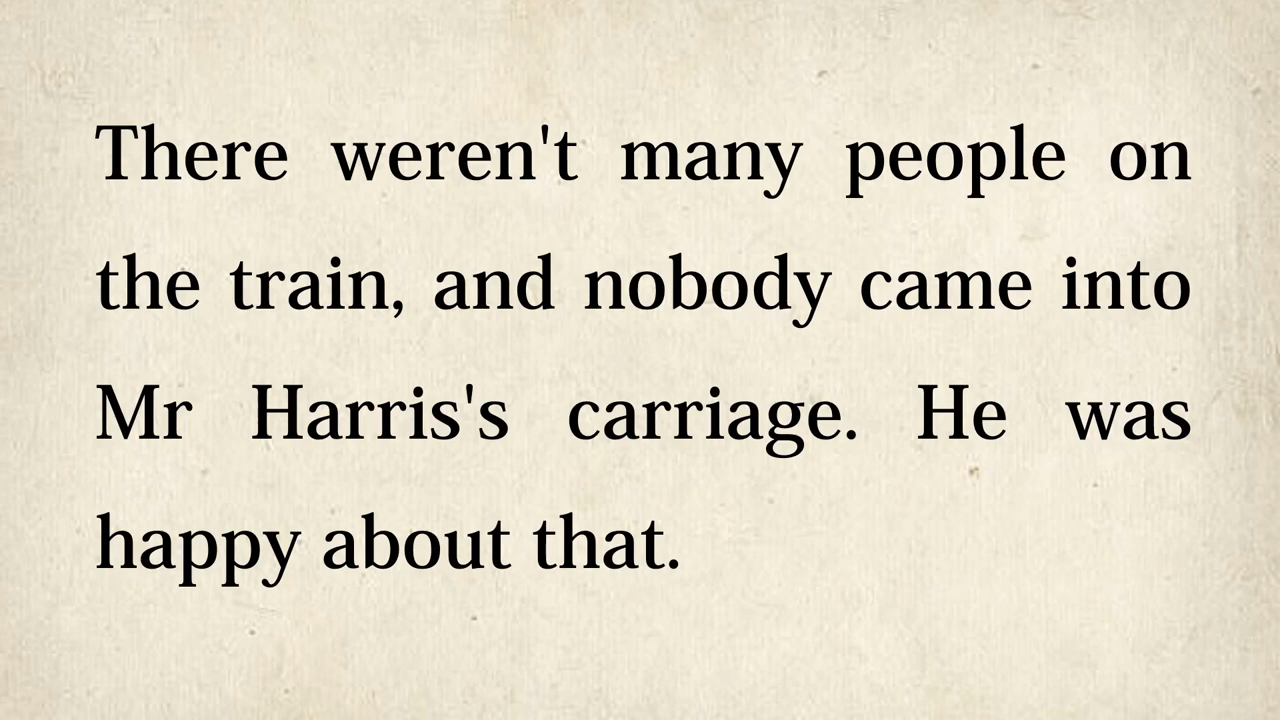 There weren't many people on
the train, and nobody came into
Mr Harris's carriage. He was
happy about that.